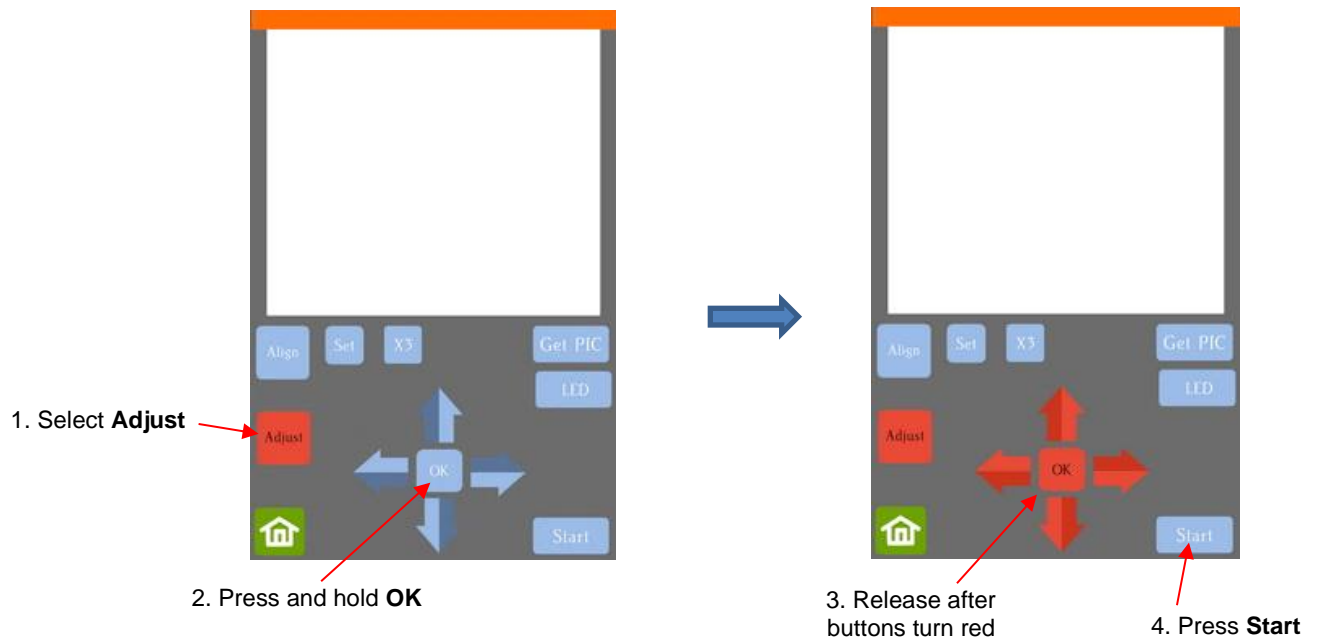 Align
Set
X3
Get PIC
LED
1. Select Adjust
Adjust
OK
Start
2. Press and hold OK
Align
Set
X3
Get PIC
LED
Adjust
OK
Start
3. Release after
buttons turn red
4. Press Start